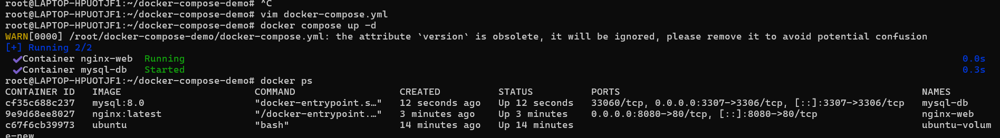 root@LAPTOP-HPUOTJF1:~/docker-compose-demo# ^C
root@LAPTOP-HPUOTJF1:~/docker-compose-demo# vim docker-compose.yml
root@LAPTOP-HPUOTJF1:~/docker-compose-demo# docker compose up -d
WARN[0000] /root/docker-compose-demo/docker-compose.yml: the attribute `version` is obsolete, it will be ignored, please remove it to avoid potential confusion
[+] Running 2/2
✔Container nginx-web  Running 0.0s
✔Container mysql-db   Started 0.3s
root@LAPTOP-HPUOTJF1:~/docker-compose-demo# docker ps
CONTAINER ID   IMAGE          COMMAND                  CREATED          STATUS          PORTS                                                    NAMES
cf35c688c237   mysql:8.0      "docker-entrypoint.s…"   12 seconds ago   Up 12 seconds   33060/tcp, 0.0.0.0:3307->3306/tcp, [::]:3307->3306/tcp   mysql-db
9e9d68ee8027   nginx:latest   "/docker-entrypoint.…"   3 minutes ago    Up 3 minutes    0.0.0.0:8080->80/tcp, [::]:8080->80/tcp                  nginx-web
c67f6cb39973   ubuntu         "bash"                   14 minutes ago   Up 14 minutes                                                            ubuntu-volum
e-new